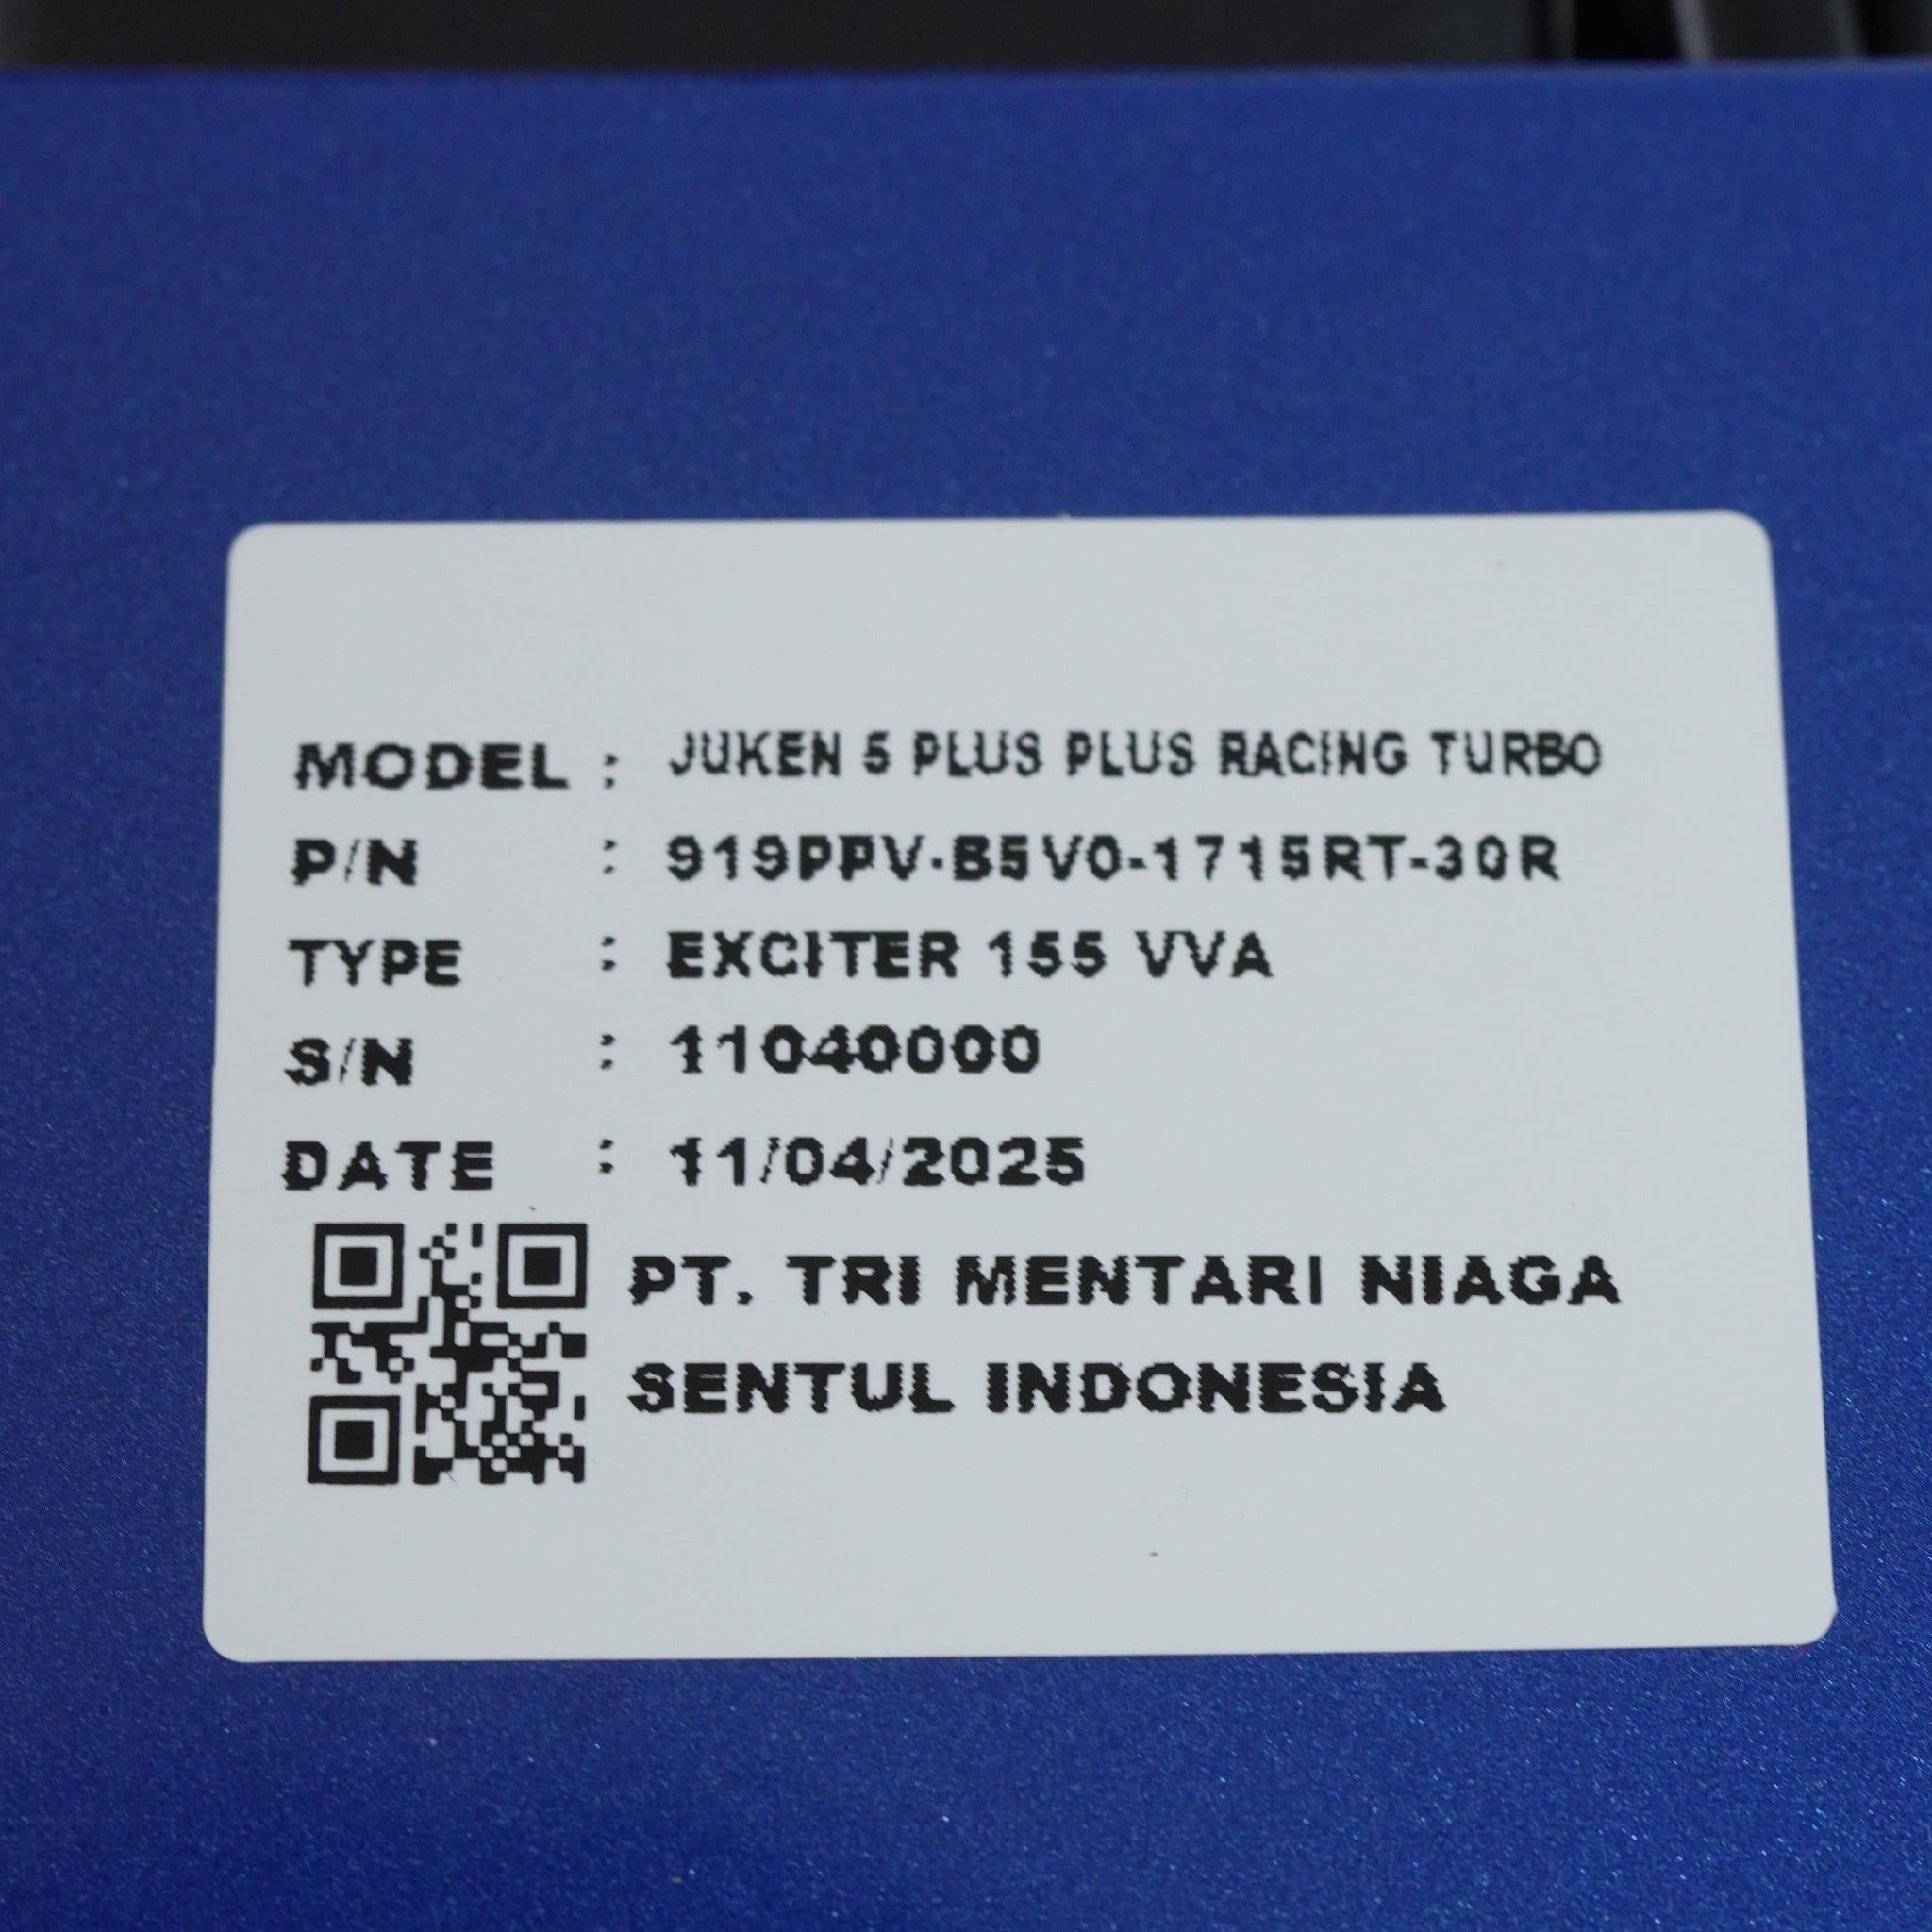 MODEL : JUKEN 5 PLUS PLUS RACING TURBO
P/N : 919PPV-B5V0-1715RT-30R
TYPE : EXCITER 155 VVA
S/N : 11040000
DATE : 11/04/2025
PT. TRI MENTARI NIAGA
SENTUL INDONESIA